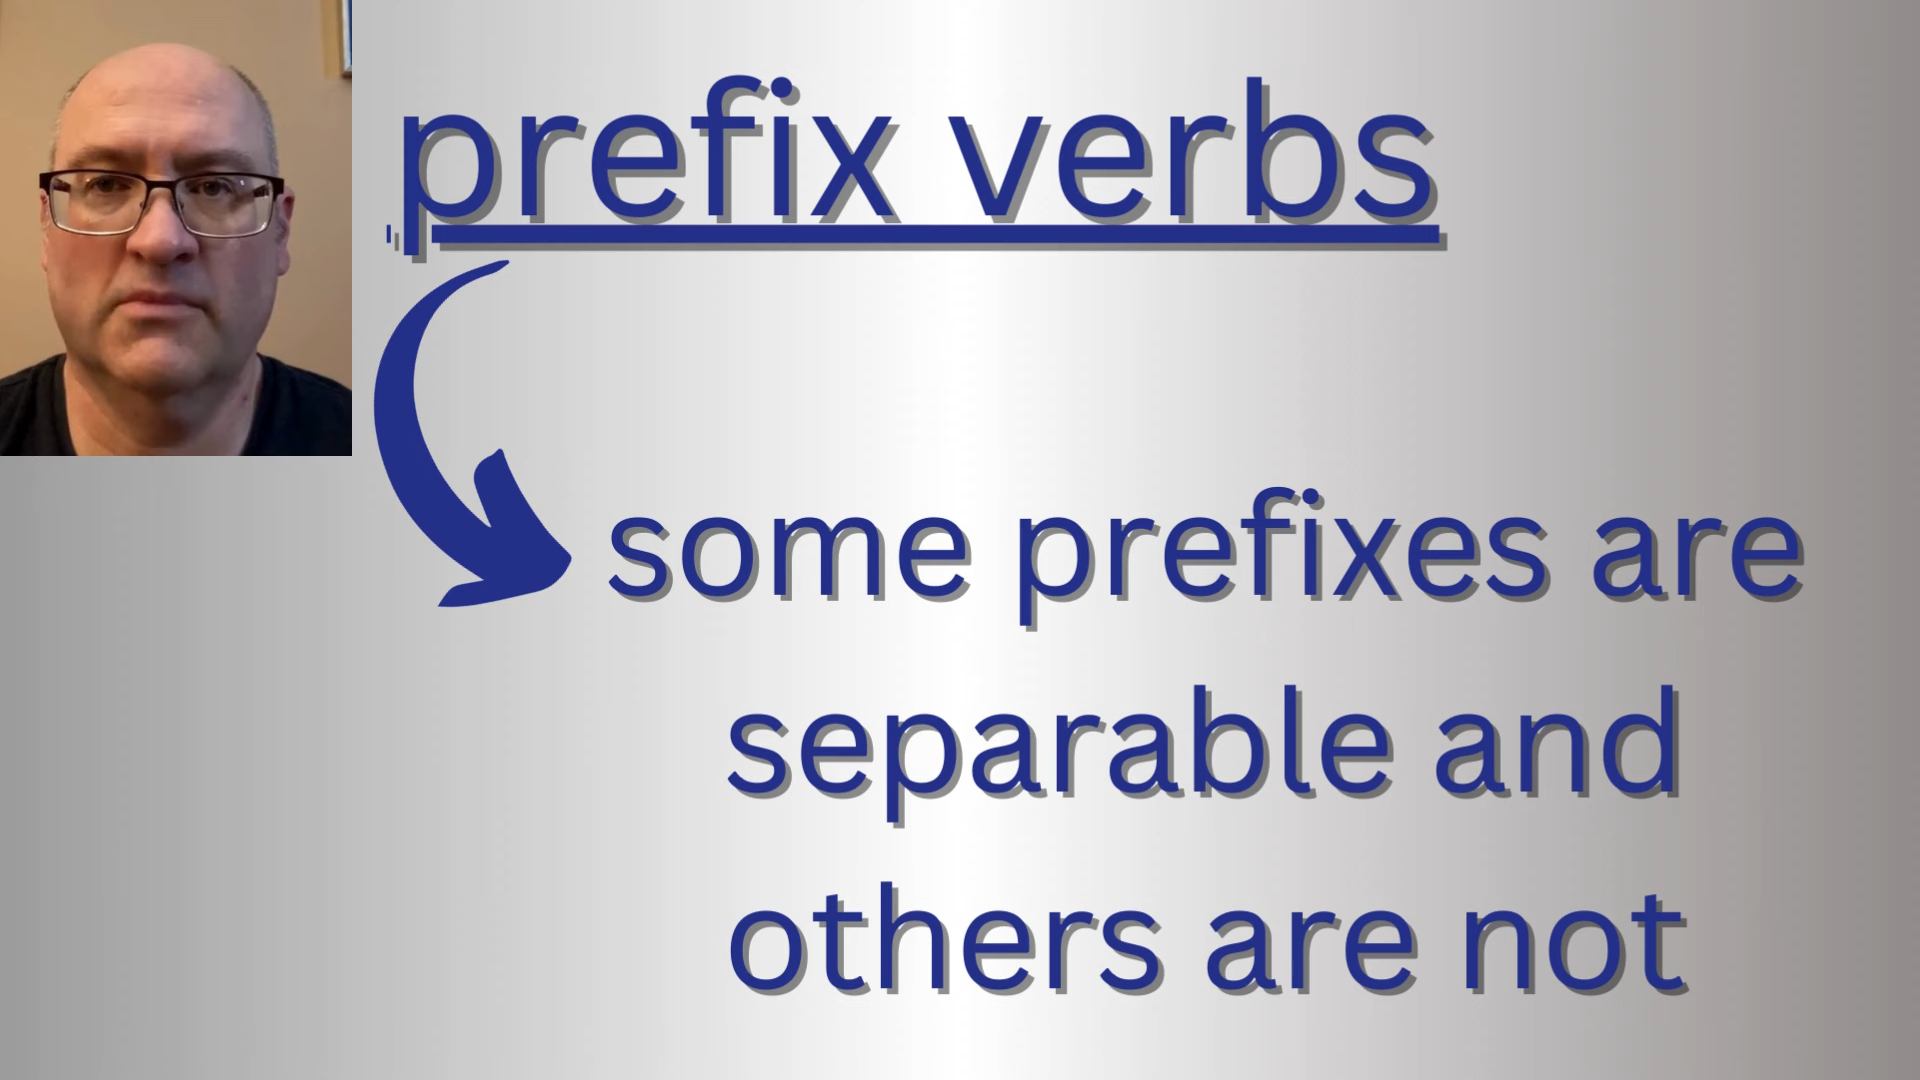 prefix verbs
some prefixes are
separable and
others are not